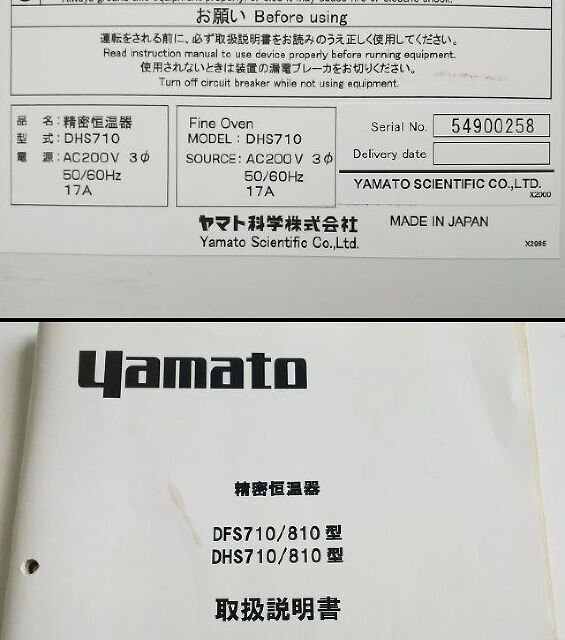 お願い Before using
運転をされる前に、必ず取扱説明書をお読みのうえ正しく使用してください。
Read instruction manual to use device properly before running equipment.
使用されないときは装置の漏電ブレーカをお切りください。
Turn off circuit breaker while not using equipment.
品 名:精密恒温器
型 式:DHS710
電 源:AC200V 3φ
50/60Hz
17A
Fine Oven
MODEL: DHS710
SOURCE: AC200V 3φ
50/60Hz
17A
Serial No. 54900258
Delivery date
YAMATO SCIENTIFIC CO.,LTD.
X2000
ヤマト科学株式会社 MADE IN JAPAN
Yamato Scientific Co.,Ltd.
X2085
yamato
精密恒温器
DFS710/810 型
DHS710/810 型
取扱説明書